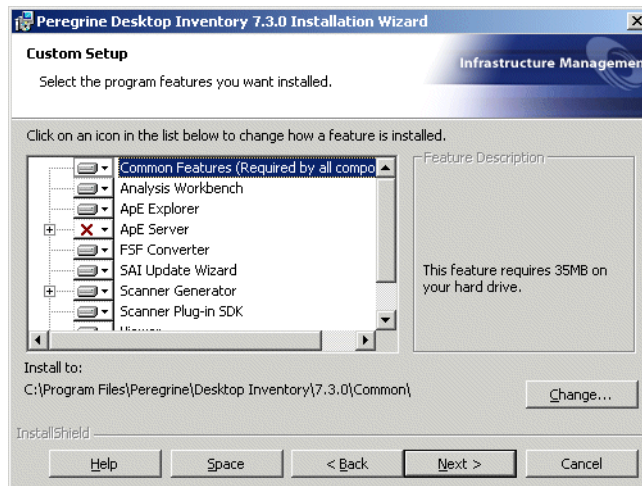 Peregrine Desktop Inventory 7.3.0 Installation Wizard
Custom Setup
Select the program features you want installed.
Infrastructure Managemen
Click on an icon in the list below to change how a feature is installed.
Common Features (Required by all compo
Analysis Workbench
ApE Explorer
ApE Server
FSF Converter
SAI Update Wizard
Scanner Generator
Scanner Plug-in SDK
Viewer
Feature Description
This feature requires 35MB on
your hard drive.
Install to:
C:\Program Files\Peregrine\Desktop Inventory\7.3.0\Common\
Change...
InstallShield
Help
Space
< Back
Next >
Cancel